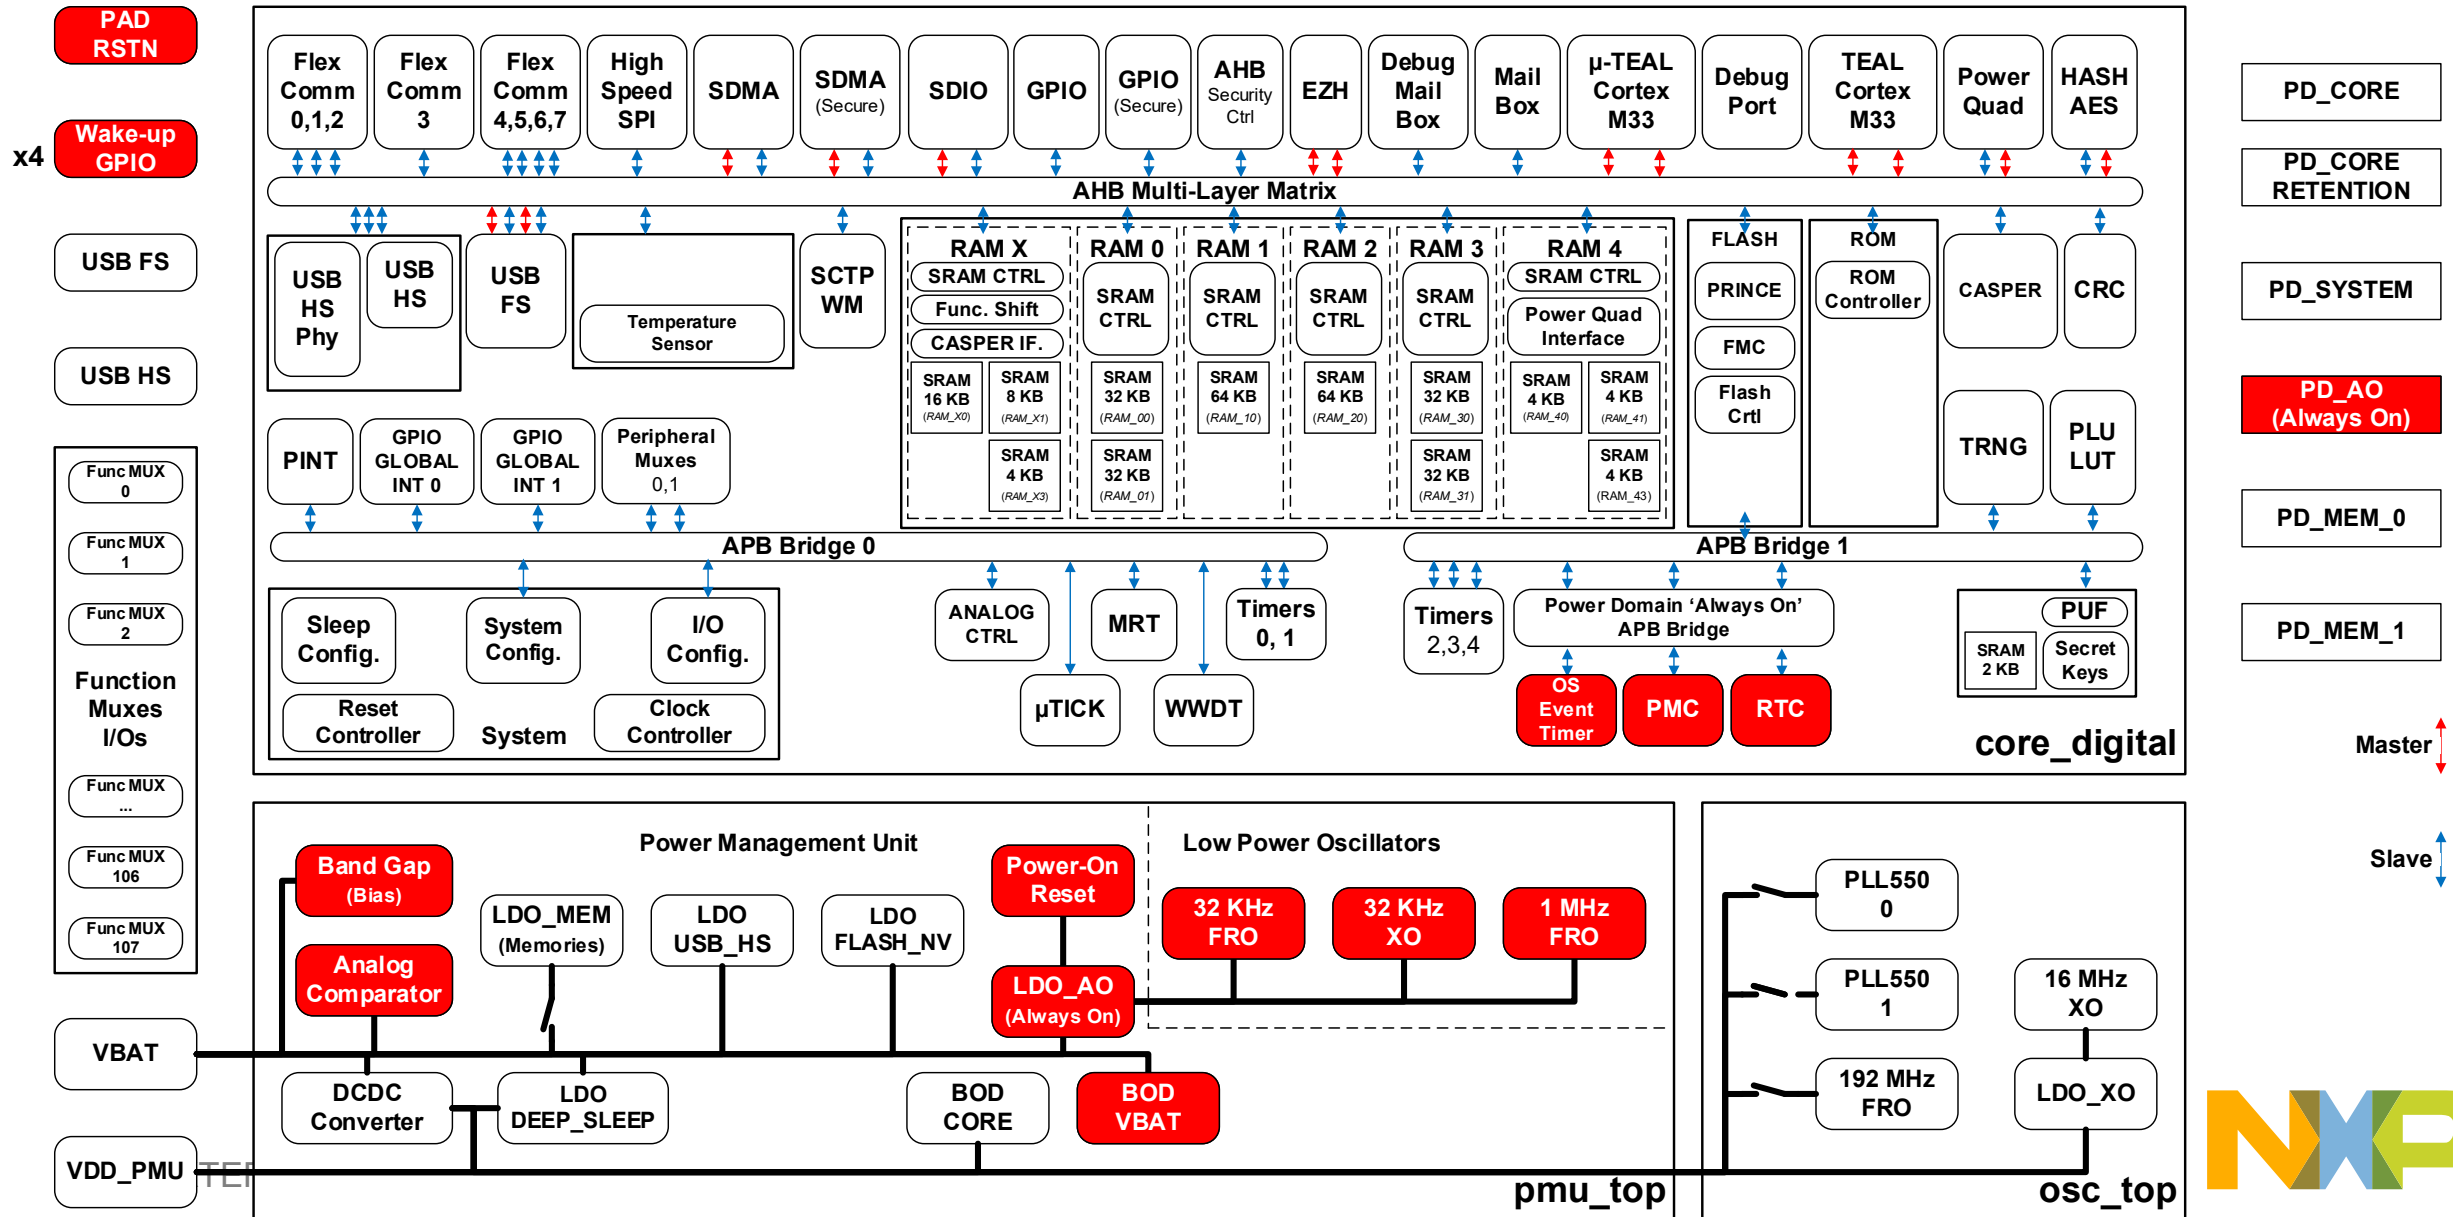 PAD
RSTN
x4
Wake-up
GPIO
USB FS
USB HS
Func MUX
0
Func MUX
1
Func MUX
2
Function
Muxes
I/Os
Func MUX
...
Func MUX
106
Func MUX
107
VBAT
VDD_PMU
Flex
Comm
0,1,2
Flex
Comm
3
Flex
Comm
4,5,6,7
High
Speed
SPI
SDMA
SDMA
(Secure)
SDIO
GPIO
GPIO
(Secure)
AHB
Security
Ctrl
EZH
Debug
Mail
Box
Mail
Box
µ-TEAL
Cortex
M33
Debug
Port
TEAL
Cortex
M33
Power
Quad
HASH
AES
AHB Multi-Layer Matrix
USB
HS
Phy
USB
HS
USB
FS
Temperature
Sensor
SCTP
WM
RAM X
SRAM CTRL
Func. Shift
CASPER IF.
SRAM
16 KB
(RAM_X0)
SRAM
8 KB
(RAM_X1)
SRAM
4 KB
(RAM_X3)
RAM 0
SRAM
CTRL
SRAM
32 KB
(RAM_00)
SRAM
32 KB
(RAM_01)
RAM 1
SRAM
CTRL
SRAM
64 KB
(RAM_10)
RAM 2
SRAM
CTRL
SRAM
64 KB
(RAM_20)
RAM 3
SRAM
CTRL
SRAM
32 KB
(RAM_30)
SRAM
32 KB
(RAM_31)
RAM 4
SRAM CTRL
Power Quad
Interface
SRAM
4 KB
(RAM_40)
SRAM
4 KB
(RAM_41)
SRAM
4 KB
(RAM_43)
FLASH
PRINCE
FMC
Flash
Crtl
ROM
ROM
Controller
CASPER
CRC
TRNG
PLU
LUT
PINT
GPIO
GLOBAL
INT 0
GPIO
GLOBAL
INT 1
Peripheral
Muxes
0,1
APB Bridge 0
APB Bridge 1
Sleep
Config.
System
Config.
I/O
Config.
Reset
Controller
System
Clock
Controller
ANALOG
CTRL
µTICK
MRT
WWDT
Timers
0, 1
Timers
2,3,4
Power Domain ‘Always On’
APB Bridge
OS
Event
Timer
PMC
RTC
PUF
SRAM
2 KB
Secret
Keys
core_digital
Power Management Unit
Band Gap
(Bias)
Analog
Comparator
LDO_MEM
(Memories)
LDO
USB_HS
LDO
FLASH_NV
Power-On
Reset
LDO_AO
(Always On)
Low Power Oscillators
32 KHz
FRO
32 KHz
XO
1 MHz
FRO
DCDC
Converter
LDO
DEEP_SLEEP
BOD
CORE
BOD
VBAT
pmu_top
PLL550
0
PLL550
1
192 MHz
FRO
16 MHz
XO
LDO_XO
osc_top
PD_CORE
PD_CORE
RETENTION
PD_SYSTEM
PD_AO
(Always On)
PD_MEM_0
PD_MEM_1
Master
Slave
NXP